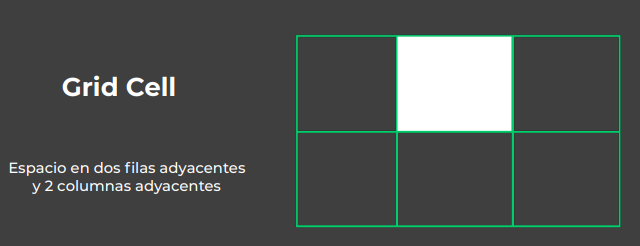 Grid Cell
Espacio en dos filas adyacentes
y 2 columnas adyacentes